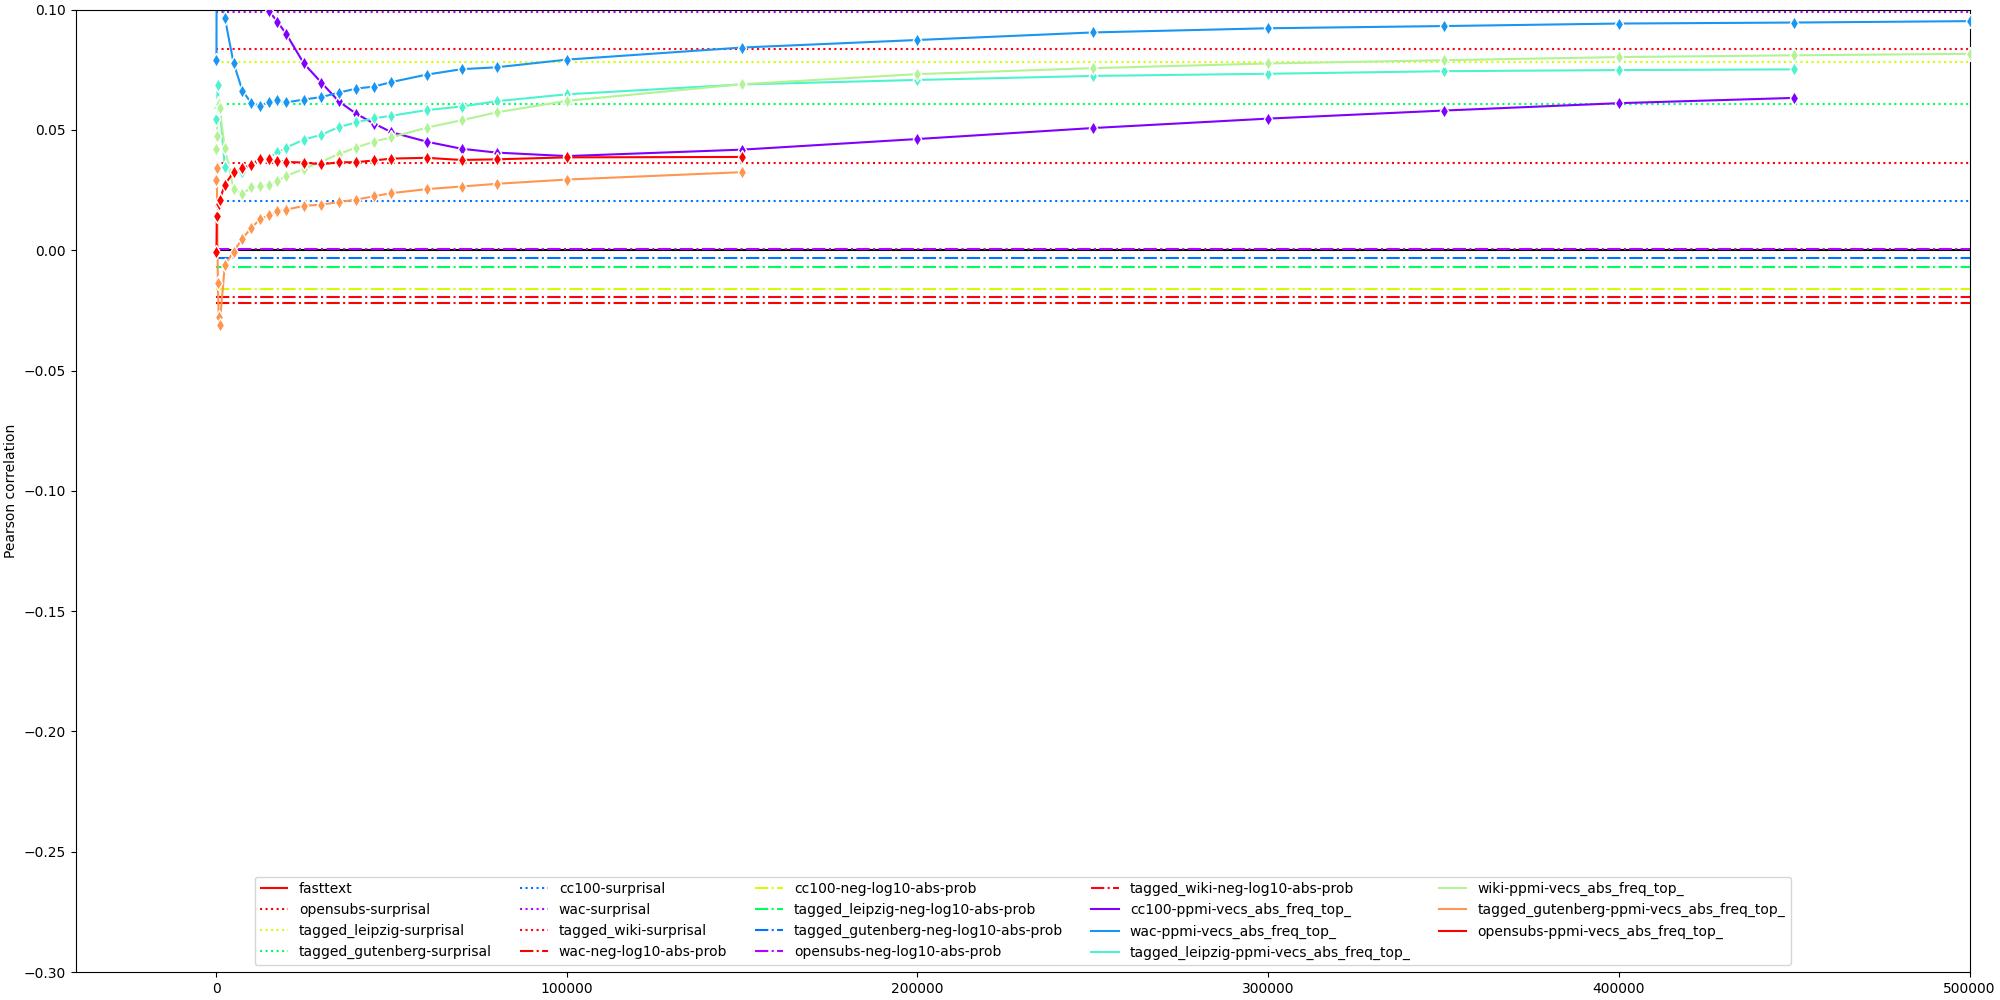 0.10
0.05
0.00
−0.05
−0.10
−0.15
−0.20
−0.25
−0.30
Pearson correlation
fasttext
opensubs-surprisal
tagged_leipzig-surprisal
tagged_gutenberg-surprisal
cc100-surprisal
wac-surprisal
tagged_wiki-surprisal
wac-neg-log10-abs-prob
cc100-neg-log10-abs-prob
tagged_leipzig-neg-log10-abs-prob
tagged_gutenberg-neg-log10-abs-prob
opensubs-neg-log10-abs-prob
tagged_wiki-neg-log10-abs-prob
cc100-ppmi-vecs_abs_freq_top_
wac-ppmi-vecs_abs_freq_top_
tagged_leipzig-ppmi-vecs_abs_freq_top_
wiki-ppmi-vecs_abs_freq_top_
tagged_gutenberg-ppmi-vecs_abs_freq_top_
opensubs-ppmi-vecs_abs_freq_top_
0 100000 200000 300000 400000 500000